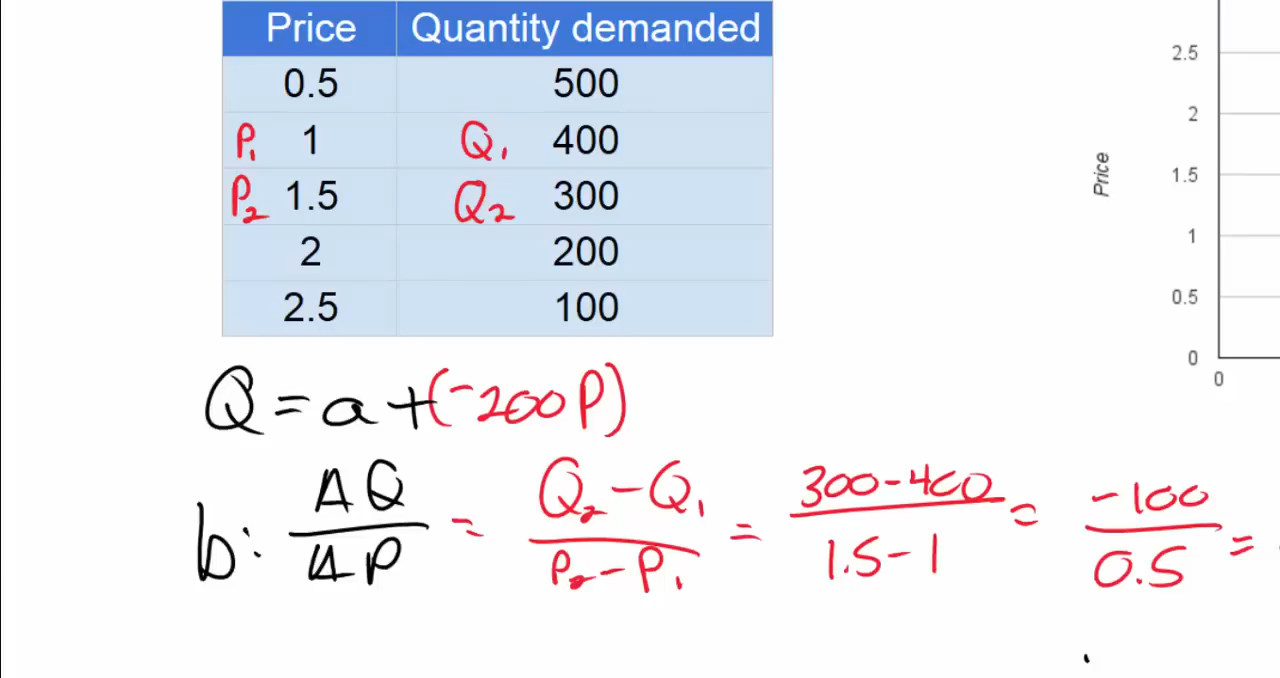 Price Quantity demanded
0.5 500
P₁ 1 Q₁ 400
P₂ 1.5 Q₂ 300
2 200
2.5 100
Q = a + (-200P)
b: ΔQ/ΔP = Q₂ - Q₁/P₂ - P₁ = 300 - 400/1.5 - 1 = -100/0.5 =
2.5
2
1.5
1
0.5
0
0
Price